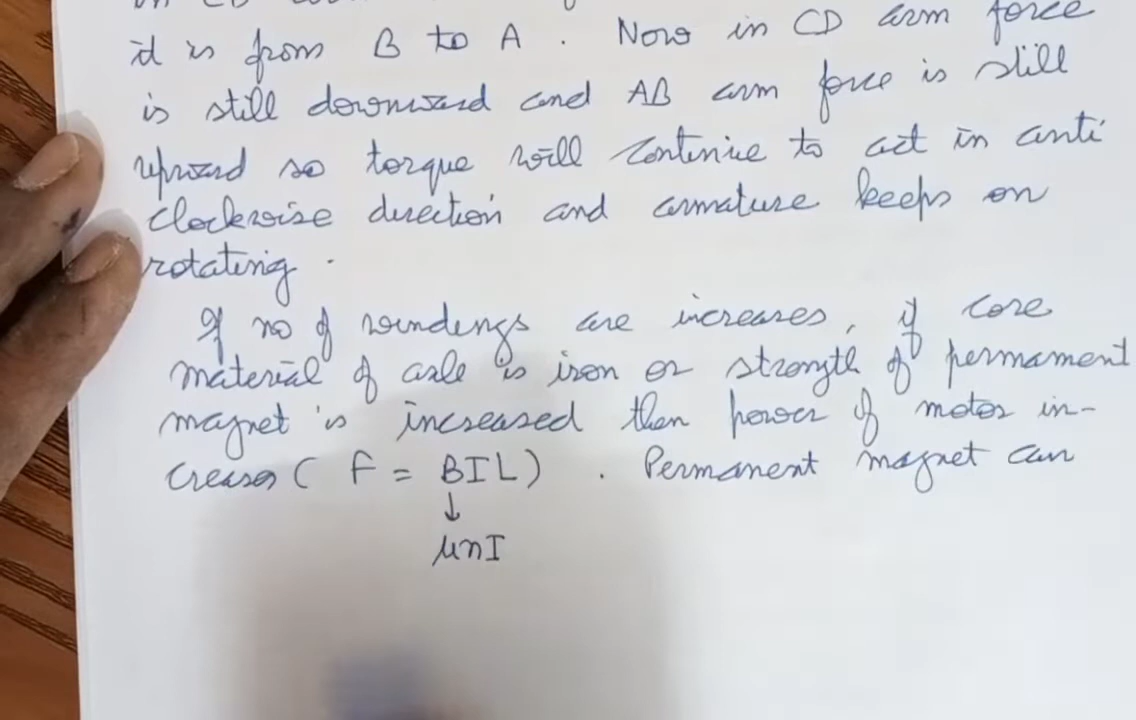 in CD
it is from B to A . Now in CD arm force
is still downward and AB arm force is still
upward so torque will continue to act in anti
clockwise direction and armature keeps on
rotating .
If no of windings are increases, if core
material of axle is iron or strength of permament
magnet is increased then power of motor in-
creases ( F = BIL ) . Permanent magnet can
↓
μnI